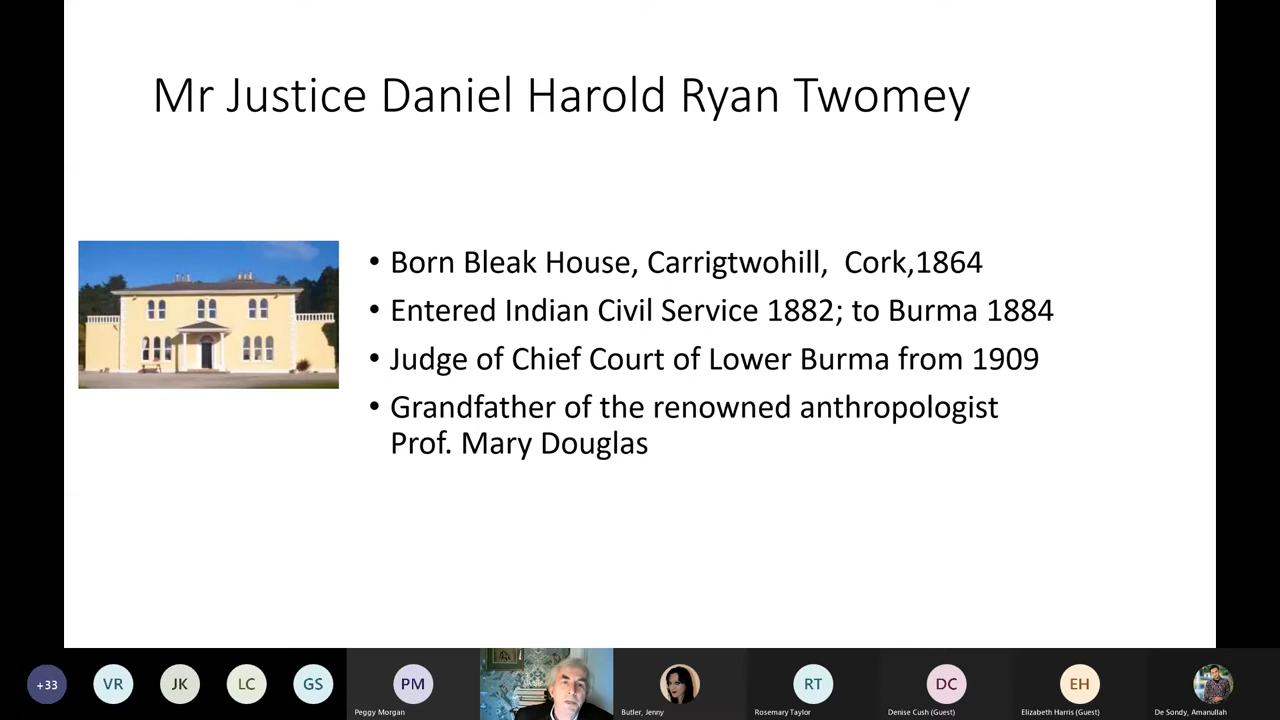 Mr Justice Daniel Harold Ryan Twomey
• Born Bleak House, Carrigtwohill,  Cork,1864
• Entered Indian Civil Service 1882; to Burma 1884
• Judge of Chief Court of Lower Burma from 1909
• Grandfather of the renowned anthropologist
Prof. Mary Douglas
+33
VR
JK
LC
GS
PM
RT
DC
EH
Peggy Morgan
Butler, Jenny
Rosemary Taylor
Denise Cush (Guest)
Elizabeth Harris (Guest)
De Sondy, Amanullah